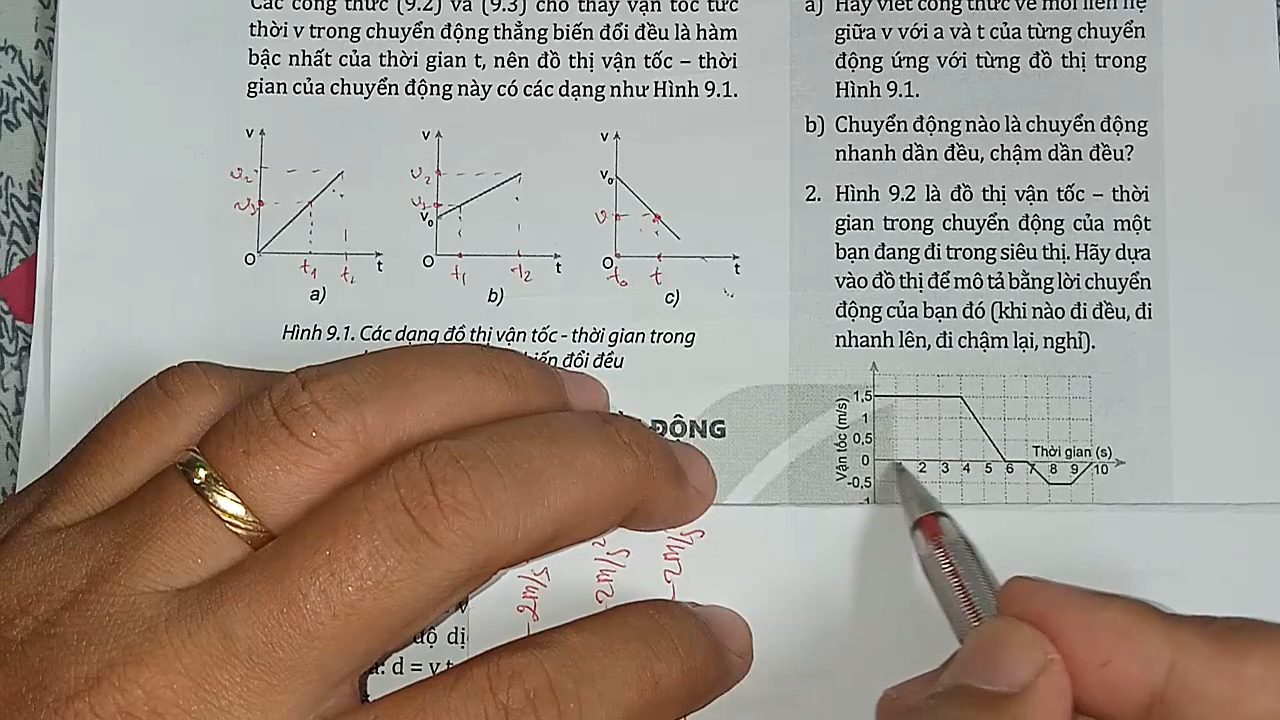 Các công thức (9.2) và (9.3) cho thấy vận tốc tức
thời v trong chuyển động thẳng biến đổi đều là hàm
bậc nhất của thời gian t, nên đồ thị vận tốc – thời
gian của chuyển động này có các dạng như Hình 9.1.
v
v₂
v₁
O
t₁
t₂
t
a)
v
v₂
v₁
v₀
O
t₁
t₂
t
b)
v
v₀
v
O
t₀
t
t
c)
Hình 9.1. Các dạng đồ thị vận tốc - thời gian trong
biến đổi đều
ĐỘNG
độ dị
d = v
a) Hãy viết công thức về mối liên hệ
giữa v với a và t của từng chuyển
động ứng với từng đồ thị trong
Hình 9.1.
b) Chuyển động nào là chuyển động
nhanh dần đều, chậm dần đều?
2. Hình 9.2 là đồ thị vận tốc – thời
gian trong chuyển động của một
bạn đang đi trong siêu thị. Hãy dựa
vào đồ thị để mô tả bằng lời chuyển
động của bạn đó (khi nào đi đều, đi
nhanh lên, đi chậm lại, nghỉ).
Vận tốc (m/s)
1,5
1
0,5
0
-0,5
-1
Thời gian (s)
2 3 4 5 6 7 8 9 10